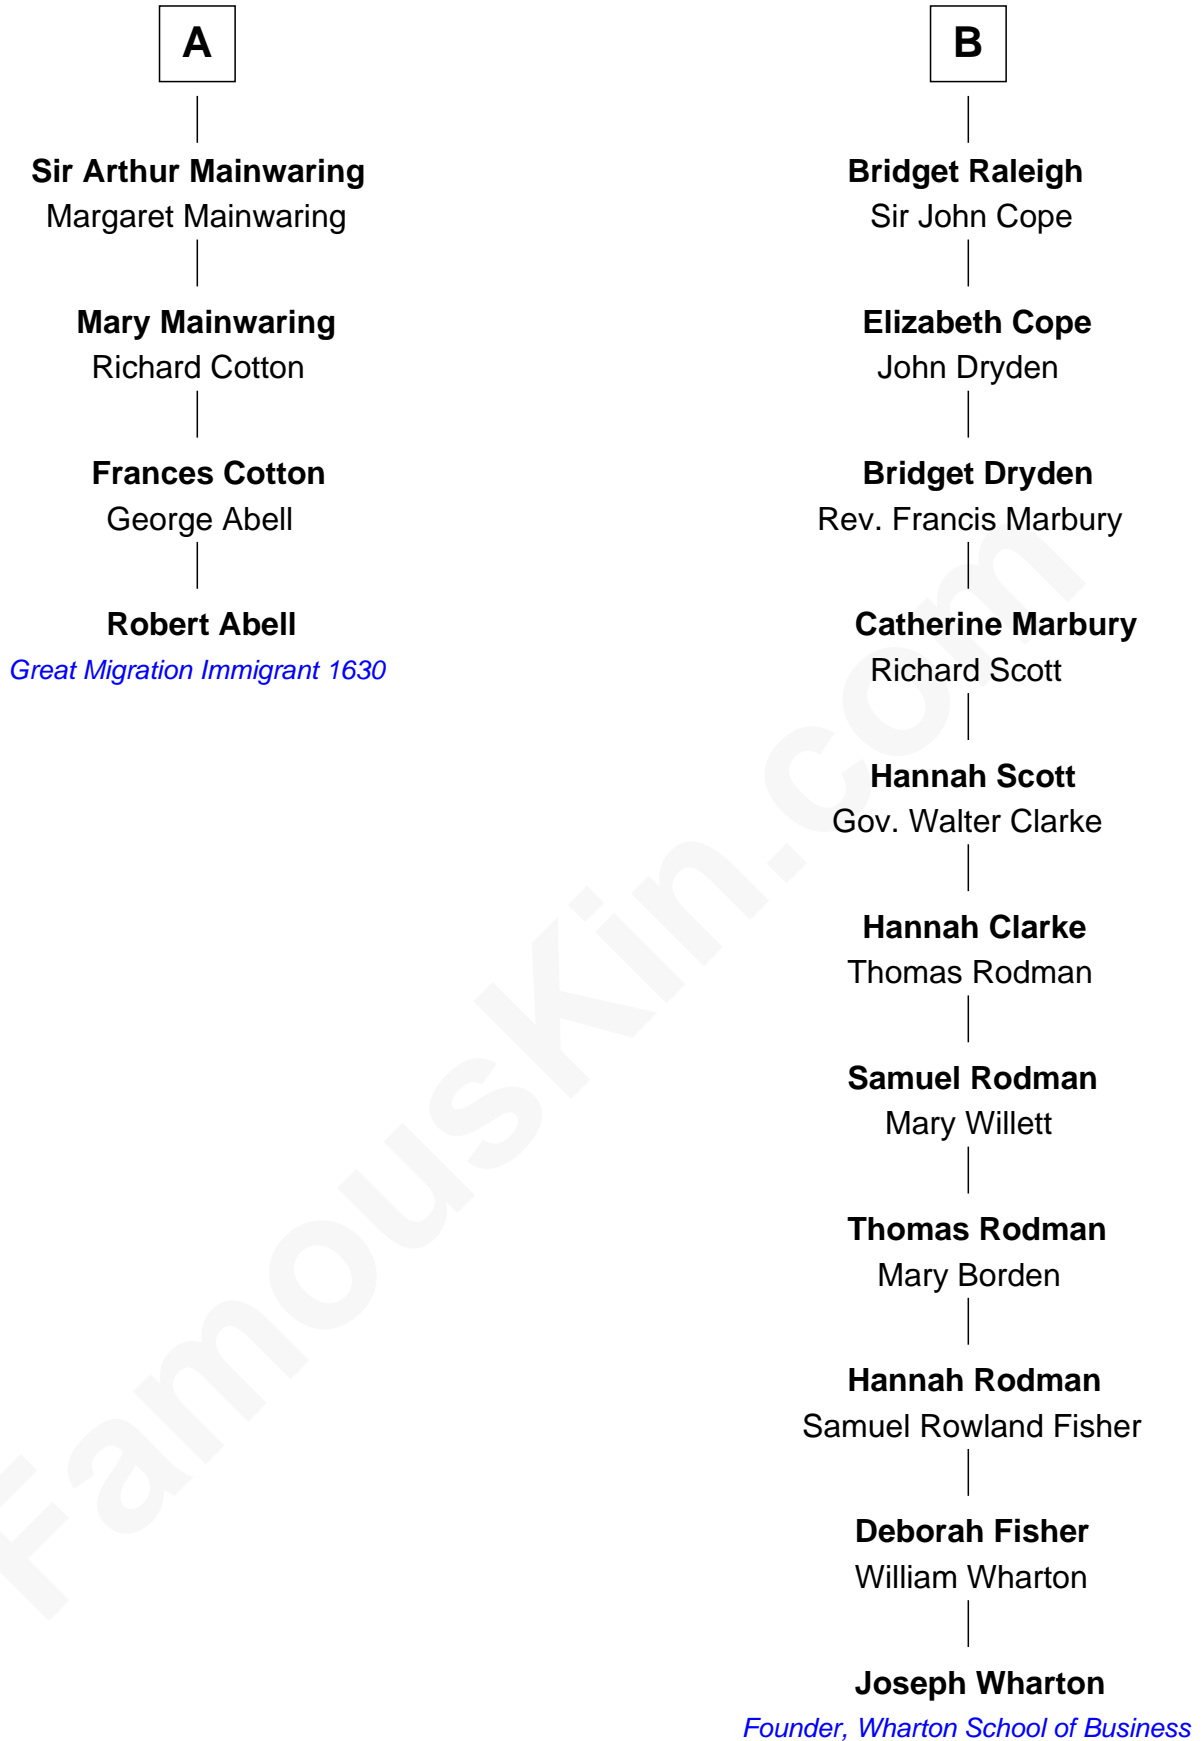 A
Sir Arthur Mainwaring
Margaret Mainwaring
Mary Mainwaring
Richard Cotton
Frances Cotton
George Abell
Robert Abell
Great Migration Immigrant 1630
B
Bridget Raleigh
Sir John Cope
Elizabeth Cope
John Dryden
Bridget Dryden
Rev. Francis Marbury
Catherine Marbury
Richard Scott
Hannah Scott
Gov. Walter Clarke
Hannah Clarke
Thomas Rodman
Samuel Rodman
Mary Willett
Thomas Rodman
Mary Borden
Hannah Rodman
Samuel Rowland Fisher
Deborah Fisher
William Wharton
Joseph Wharton
Founder, Wharton School of Business
FamousKin.com